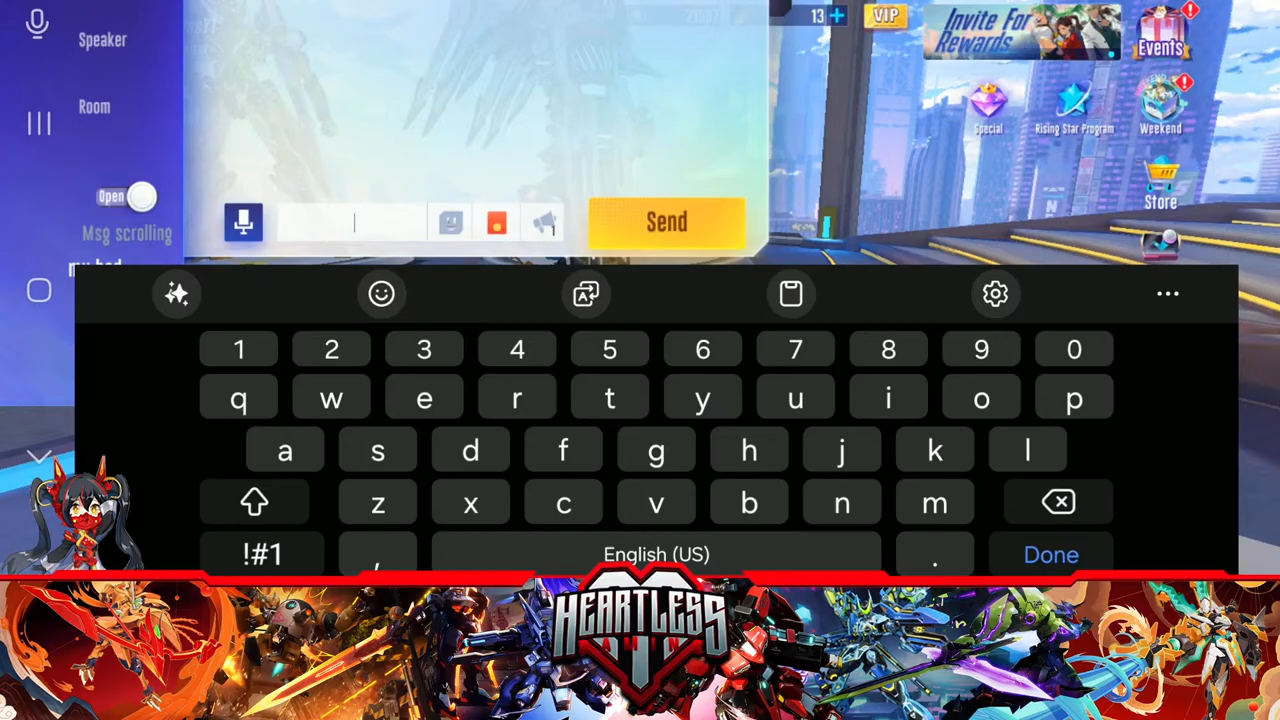 Speaker
Room
Open
Msg scrolling
Send
13
VIP
Invite For
Rewards
Events
Special
Rising Star Program
Weekend
Store
1 2 3 4 5 6 7 8 9 0
q w e r t y u i o p
a s d f g h j k l
z x c v b n m
!#1 , English (US) . Done
HEARTLESS